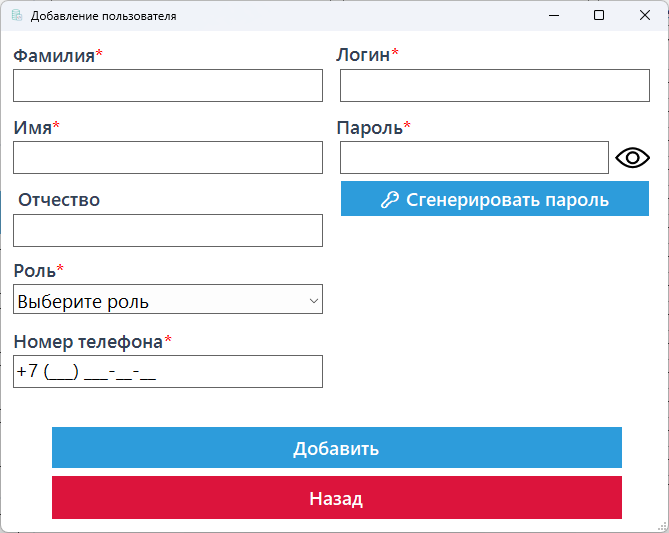 Добавление пользователя
Фамилия*
Логин*
Имя*
Пароль*
Сгенерировать пароль
Отчество
Роль*
Выберите роль
Номер телефона*
+7 (___) ___-__-__
Добавить
Назад